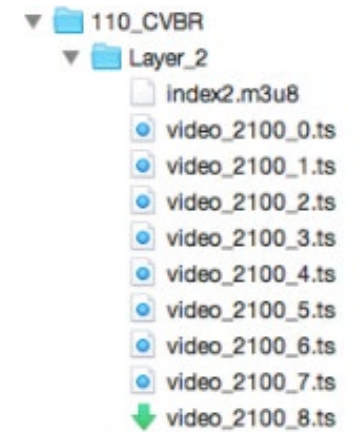 110_CVBR
Layer_2
index2.m3u8
video_2100_0.ts
video_2100_1.ts
video_2100_2.ts
video_2100_3.ts
video_2100_4.ts
video_2100_5.ts
video_2100_6.ts
video_2100_7.ts
video_2100_8.ts